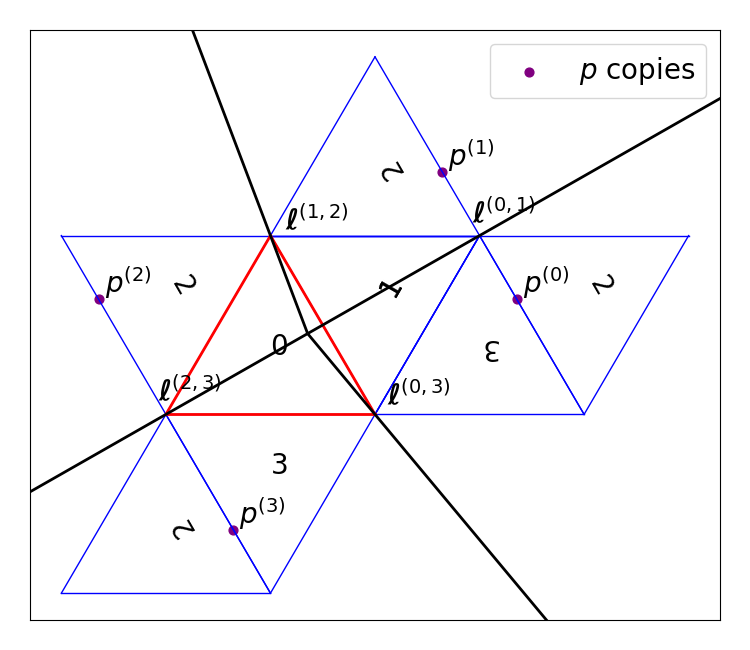 p copies
p^{(1)}
2
ℓ^{(1, 2)}
ℓ^{(0, 1)}
p^{(2)}
2
1
p^{(0)}
2
0
3
ℓ^{(2, 3)}
ℓ^{(0, 3)}
3
p^{(3)}
2